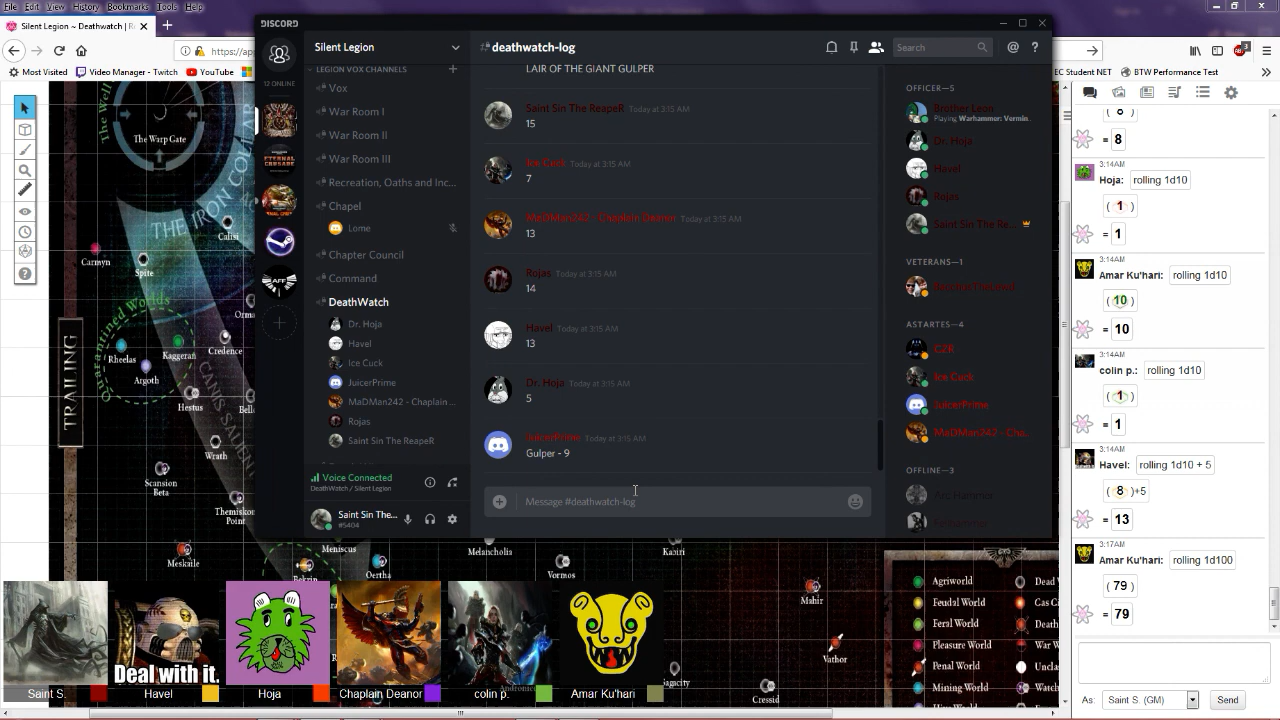 File Edit View History Bookmarks Tools Help
Silent Legion | R
DISCORD
Most Visited
Video Manager - Twitch
YouTube
EC Student NET
BTW Performance Test
Silent Legion
12 ONLINE
LEGION VOX CHANNELS
Vox
War Room I
War Room II
War Room III
Recreation, Oaths and Inc...
Chapel
Lome
Chapter Council
Command
DeathWatch
Dr. Hoja
Havel
Ice Cuck
JuicerPrime
MaDMan242 - Chaplain ...
Rojas
Saint Sin The ReapeR
Voice Connected
DeathWatch / Silent Legion
Saint Sin The...
#5404
deathwatch-log
Search
LAIR OF THE GIANT GULPER
Saint Sin The ReapeR Today at 3:15 AM
15
Ice Cuck Today at 3:15 AM
7
MaDMan242 - Chaplain Deanor Today at 3:15 AM
13
Rojas Today at 3:15 AM
14
Havel Today at 3:15 AM
13
Dr. Hoja Today at 3:15 AM
5
JuicerPrime Today at 3:15 AM
Gulper - 9
Message #deathwatch-log
OFFICER—5
Brother Leon
Playing Warhammer: Vermin
Dr. Hoja
Havel
Rojas
Saint Sin The Re...
VETERANS—1
ASTARTES—4
CZR
Ice Cuck
JuicerPrime
MaDMan242 - Cha...
OFFLINE—3
= 8
3:14AM
Hoja: rolling 1d10
( 1 )
= 1
3:14AM
Amar Ku'hari: rolling 1d10
( 10 )
= 10
3:14AM
colin p.: rolling 1d10
( 1 )
= 1
3:14AM
Havel: rolling 1d10 + 5
( 8 )+5
= 13
3:17AM
Amar Ku'hari: rolling 1d100
( 79 )
= 79
As: Saint S. (GM)
Send
The Warp Gate
THE IRON COLLAR
Calisi
Carmyn
Spite
Quarantined Worlds
Rheelas
Kaggeran
Credence
Argoth
Hestus
CANIS SALIENT
TRAILING
Wrath
Scansion Beta
Themiskon Point
Meskaile
Meniscus
Bekrin
Oertha
Melancholia
Vormos
Mahir
Vathor
Cressid
Agriworld
Feudal World
Feral World
Pleasure World
Penal World
Mining World
Deal with it.
Saint S.
Havel
Hoja
Chaplain Deanor
colin p.
Amar Ku'hari